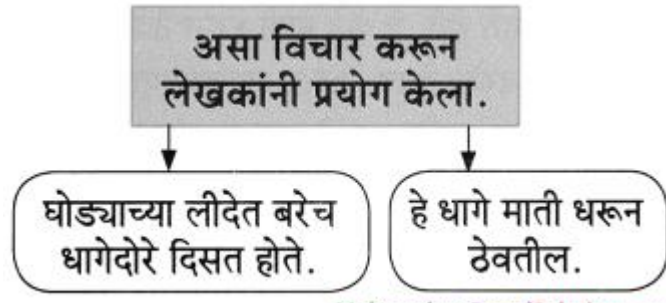 असा विचार करून
लेखकांनी प्रयोग केला.
घोड्याच्या लीदेत बरेच
धागेदोरे दिसत होते.
हे धागे माती धरून
ठेवतील.